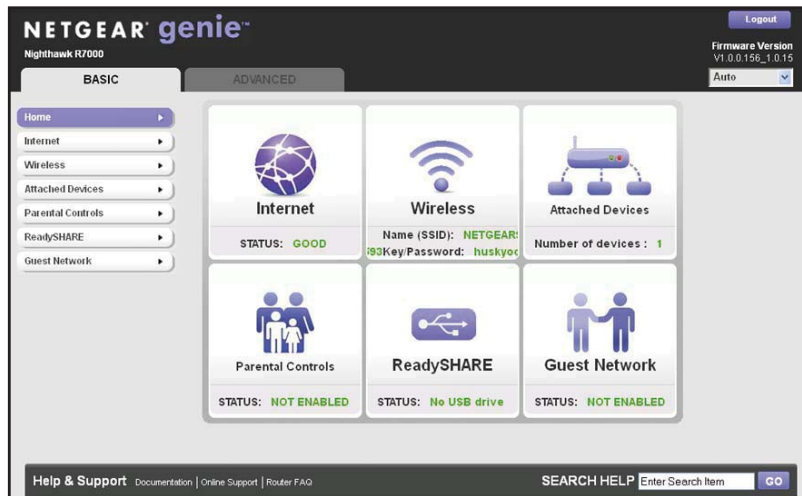 NETGEAR® genie™
Nighthawk R7000
Logout
Firmware Version
V1.0.0.156_1.0.15
Auto
BASIC
ADVANCED
Home
Internet
Wireless
Attached Devices
Parental Controls
ReadySHARE
Guest Network
Internet
STATUS: GOOD
Wireless
Name (SSID): NETGEAR
93Key/Password: huskyoc
Attached Devices
Number of devices : 1
Parental Controls
STATUS: NOT ENABLED
ReadySHARE
STATUS: No USB drive
Guest Network
STATUS: NOT ENABLED
Help & Support Documentation | Online Support | Router FAQ
SEARCH HELP Enter Search Item GO